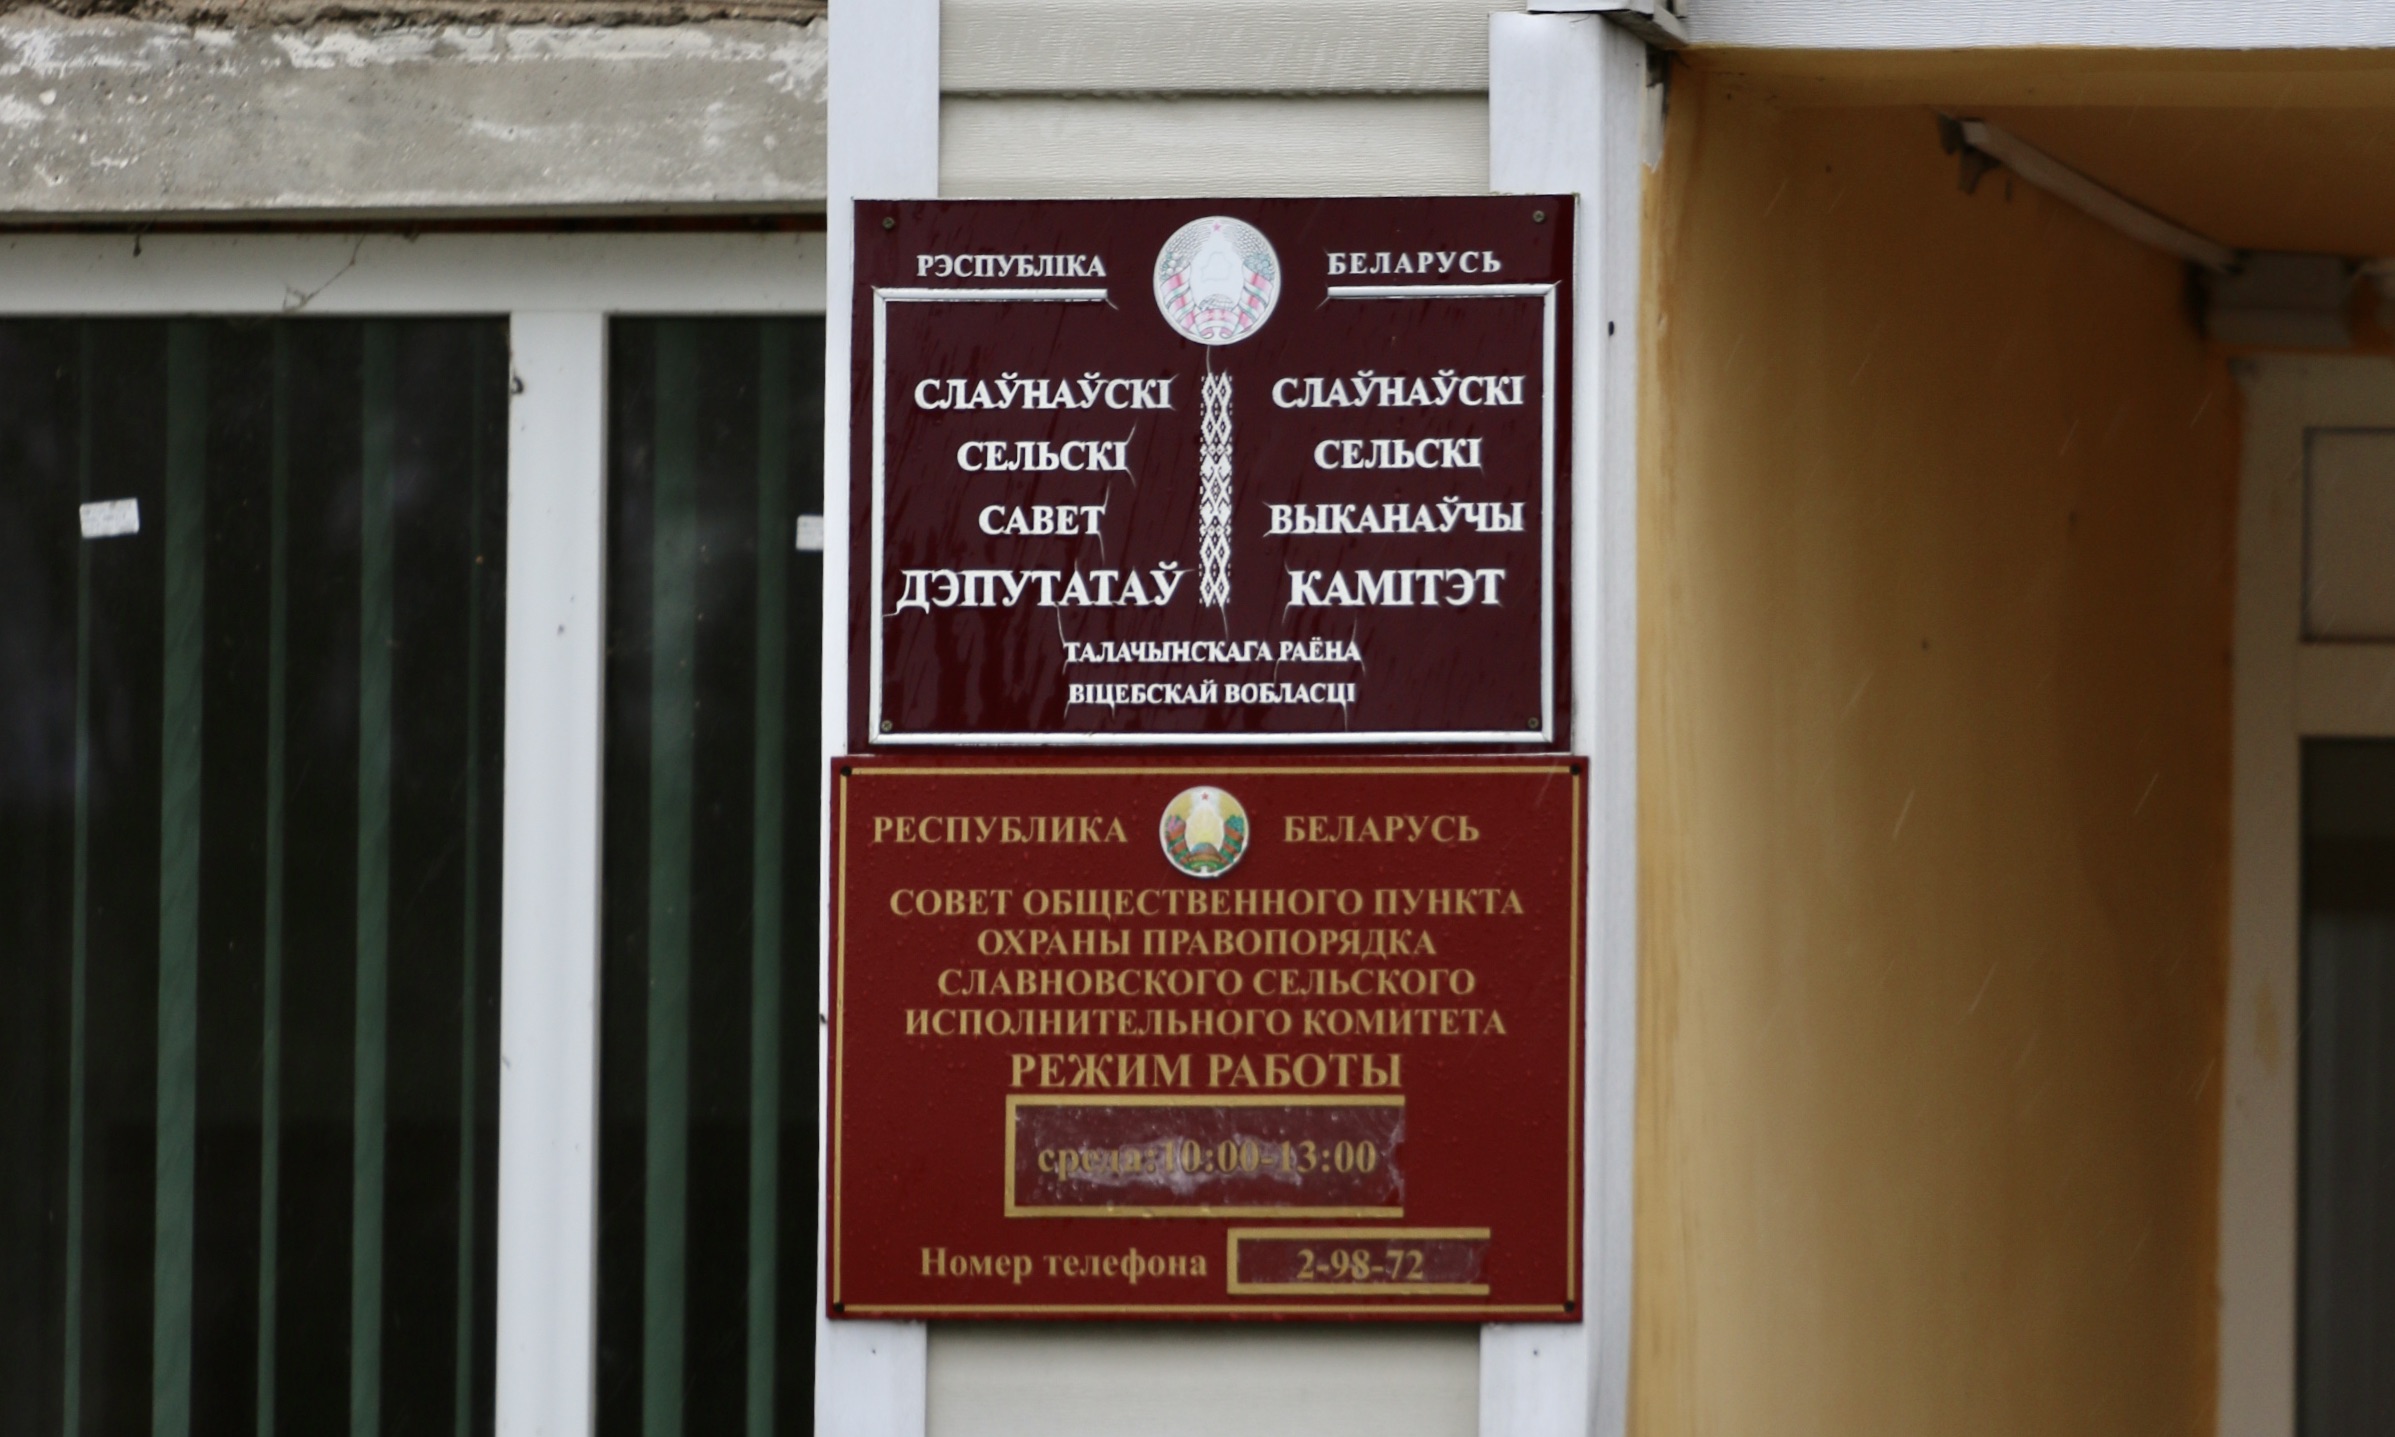 РЭСПУБЛІКА БЕЛАРУСЬ
СЛАЎНАЎСКІ
СЕЛЬСКІ
САВЕТ
ДЭПУТАТАЎ
СЛАЎНАЎСКІ
СЕЛЬСКІ
ВЫКАНАЎЧЫ
КАМІТЭТ
ТАЛАЧЫНСКАГА РАЁНА
ВІЦЕБСКАЙ ВОБЛАСЦІ
РЕСПУБЛИКА БЕЛАРУСЬ
СОВЕТ ОБЩЕСТВЕННОГО ПУНКТА
ОХРАНЫ ПРАВОПОРЯДКА
СЛАВНОВСКОГО СЕЛЬСКОГО
ИСПОЛНИТЕЛЬНОГО КОМИТЕТА
РЕЖИМ РАБОТЫ
среда:10:00-13:00
Номер телефона 2-98-72